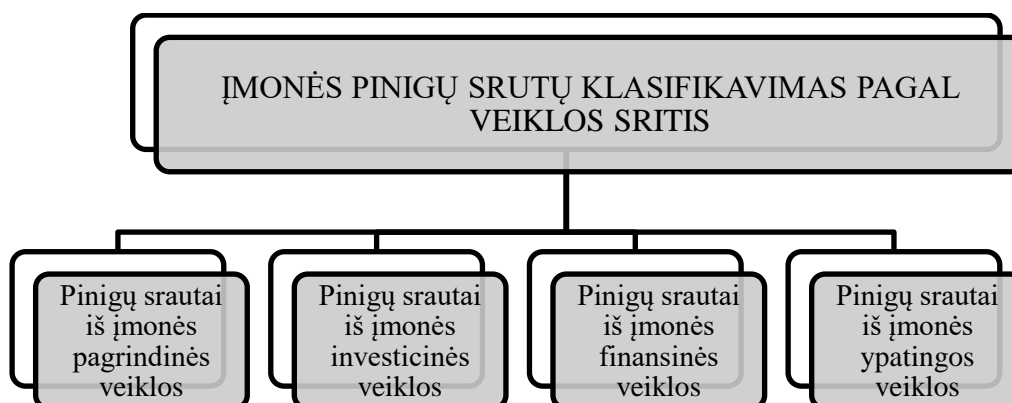 ĮMONĖS PINIGŲ SRUTŲ KLASIFIKAVIMAS PAGAL
VEIKLOS SRITIS
Pinigų srautai
iš įmonės
pagrindinės
veiklos
Pinigų srautai
iš įmonės
investicinės
veiklos
Pinigų srautai
iš įmonės
finansinės
veiklos
Pinigų srautai
iš įmonės
ypatingos
veiklos